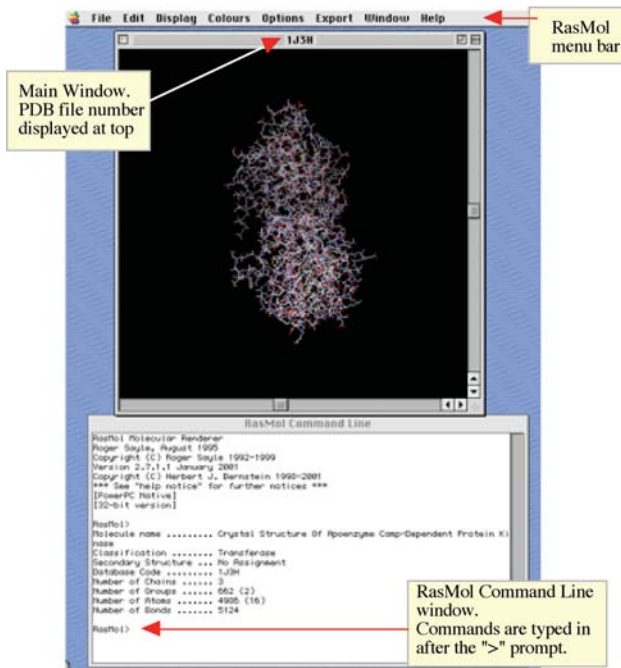 File Edit Display Colours Options Export Window Help
RasMol
menu bar
1J3H
Main Window.
PDB file number
displayed at top
RasMol Command Line
RasMol Molecular Renderer
Roger Sayle, August 1995
Copyright (C) Roger Sayle 1992-1999
Version 2.7.1.1 January 2001
Copyright (C) Herbert J. Bernstein 1998-2001
*** See "help notice" for further notices ***
[PowerPC Native]
[32-bit version]
RasMol>
Molecule name ......... Crystal Structure Of Apoenzyme Camp-Dependent Protein Ki
nase
Classification ........ Transferase
Secondary Structure ... No Assignment
Database Code ......... 1J3H
Number of Chains ...... 3
Number of Groups ...... 662 (2)
Number of Atoms ....... 4906 (16)
Number of Bonds ....... 5124
RasMol>
RasMol Command Line
window.
Commands are typed in
after the ">" prompt.